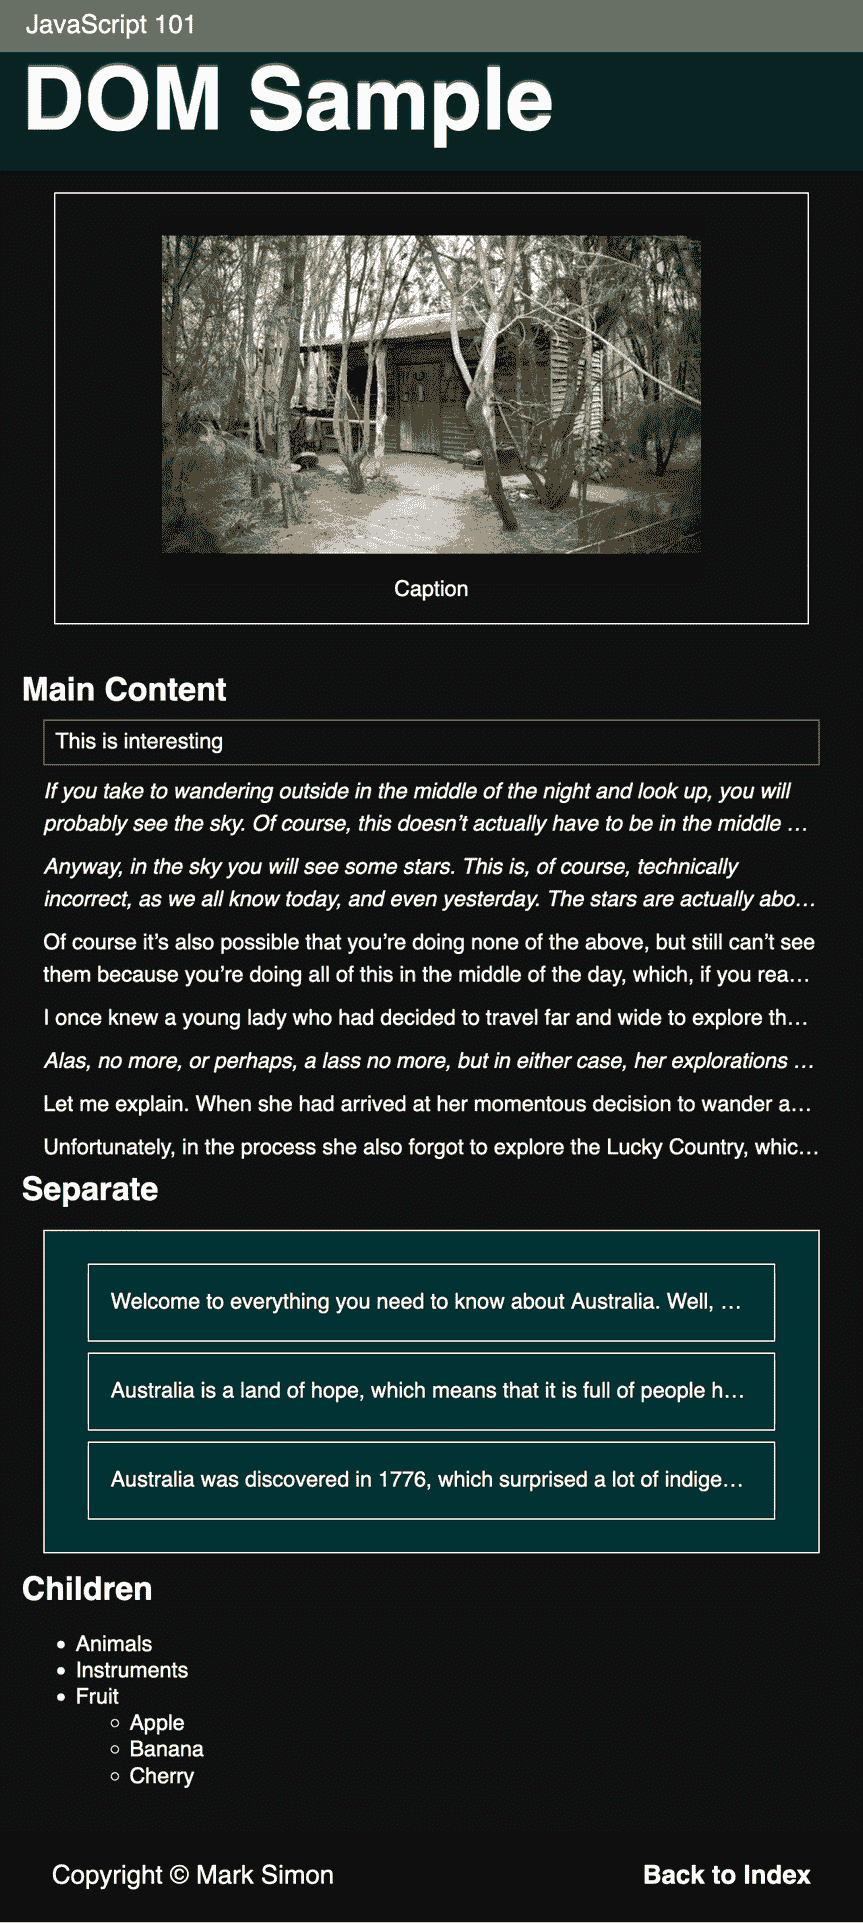 JavaScript 101
DOM Sample
Caption
Main Content
This is interesting
If you take to wandering outside in the middle of the night and look up, you will
probably see the sky. Of course, this doesn’t actually have to be in the middle …
Anyway, in the sky you will see some stars. This is, of course, technically
incorrect, as we all know today, and even yesterday. The stars are actually abo…
Of course it’s also possible that you’re doing none of the above, but still can’t see
them because you’re doing all of this in the middle of the day, which, if you rea…
I once knew a young lady who had decided to travel far and wide to explore th…
Alas, no more, or perhaps, a lass no more, but in either case, her explorations …
Let me explain. When she had arrived at her momentous decision to wander a…
Unfortunately, in the process she also forgot to explore the Lucky Country, whic…
Separate
Welcome to everything you need to know about Australia. Well, …
Australia is a land of hope, which means that it is full of people h…
Australia was discovered in 1776, which surprised a lot of indige…
Children
• Animals
• Instruments
• Fruit
◦ Apple
◦ Banana
◦ Cherry
Copyright © Mark Simon
Back to Index